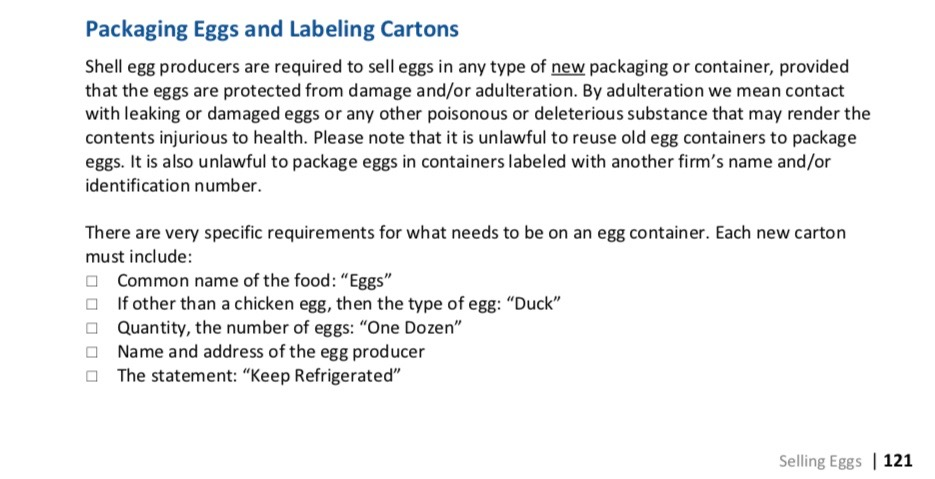 Packaging Eggs and Labeling Cartons
Shell egg producers are required to sell eggs in any type of new packaging or container, provided
that the eggs are protected from damage and/or adulteration. By adulteration we mean contact
with leaking or damaged eggs or any other poisonous or deleterious substance that may render the
contents injurious to health. Please note that it is unlawful to reuse old egg containers to package
eggs. It is also unlawful to package eggs in containers labeled with another firm's name and/or
identification number.
There are very specific requirements for what needs to be on an egg container. Each new carton
must include:
☐ Common name of the food: “Eggs”
☐ If other than a chicken egg, then the type of egg: “Duck”
☐ Quantity, the number of eggs: “One Dozen”
☐ Name and address of the egg producer
☐ The statement: “Keep Refrigerated”
Selling Eggs | 121